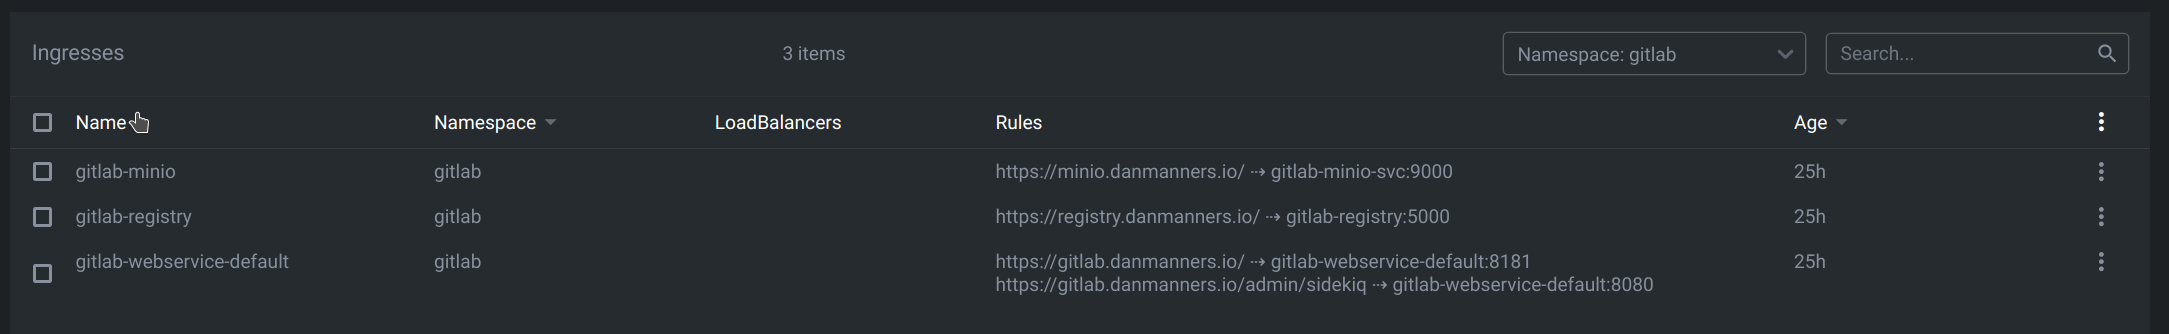 Ingresses 3 items Namespace: gitlab Search...
Name Namespace LoadBalancers Rules Age
gitlab-minio gitlab https://minio.danmanners.io/ ⇢ gitlab-minio-svc:9000 25h
gitlab-registry gitlab https://registry.danmanners.io/ ⇢ gitlab-registry:5000 25h
gitlab-webservice-default gitlab https://gitlab.danmanners.io/ ⇢ gitlab-webservice-default:8181 25h
https://gitlab.danmanners.io/admin/sidekiq ⇢ gitlab-webservice-default:8080